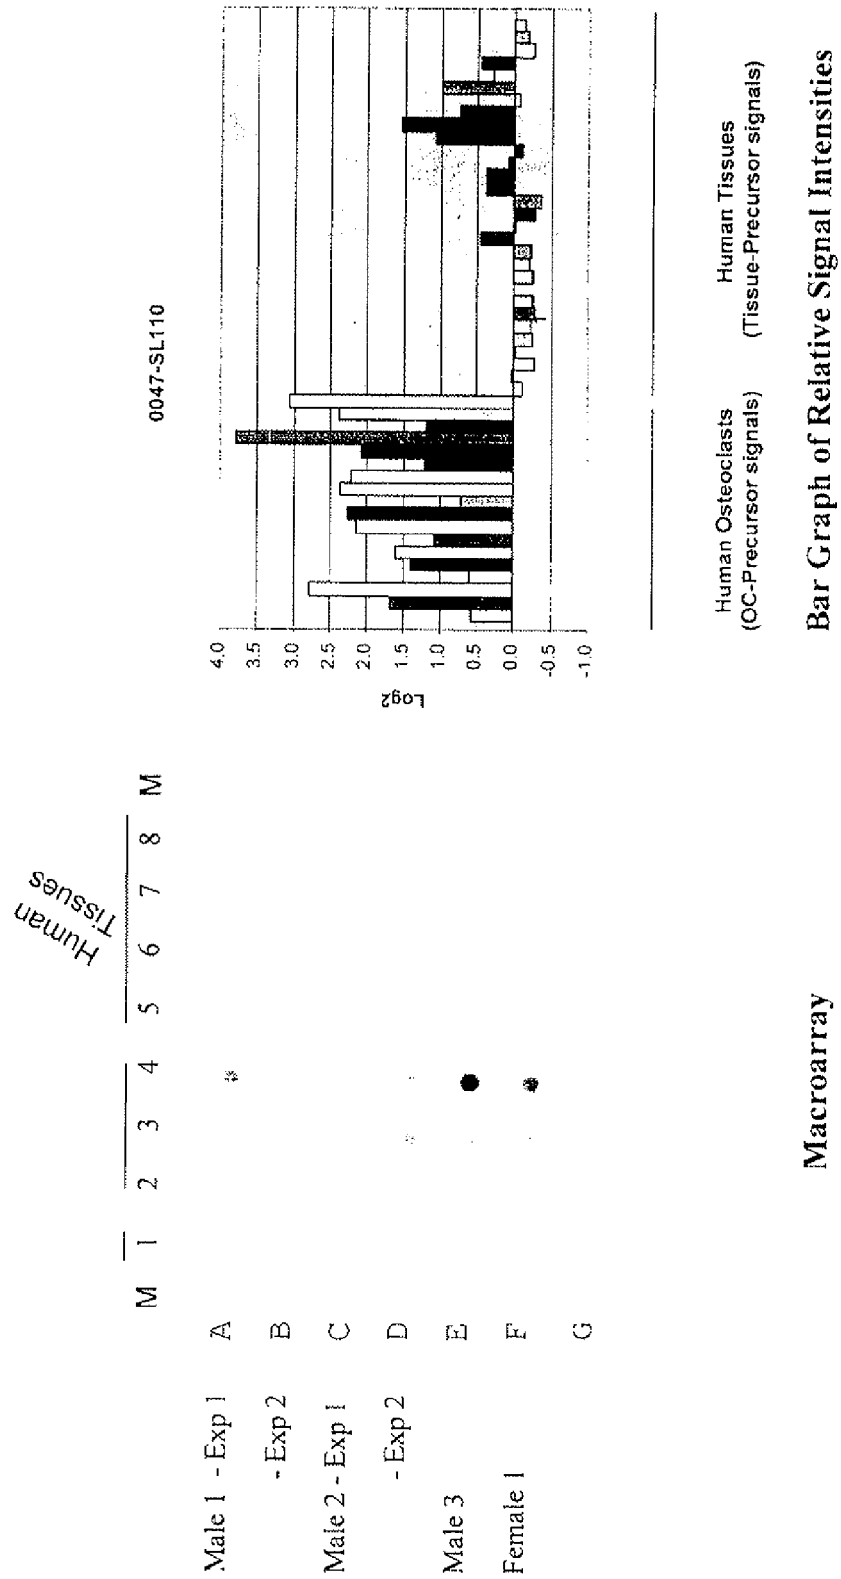 Human
Tissues
M 1 2 3 4 5 6 7 8 M
Male 1 - Exp 1 A
- Exp 2 B
Male 2 - Exp 1 C
- Exp 2 D
Male 3 E
Female 1 F
G
Macroarray
0047-SL110
Log2
4.0
3.5
3.0
2.5
2.0
1.5
1.0
0.5
0.0
-0.5
-1.0
Human Osteoclasts
(OC-Precursor signals)
Human Tissues
(Tissue-Precursor signals)
Bar Graph of Relative Signal Intensities